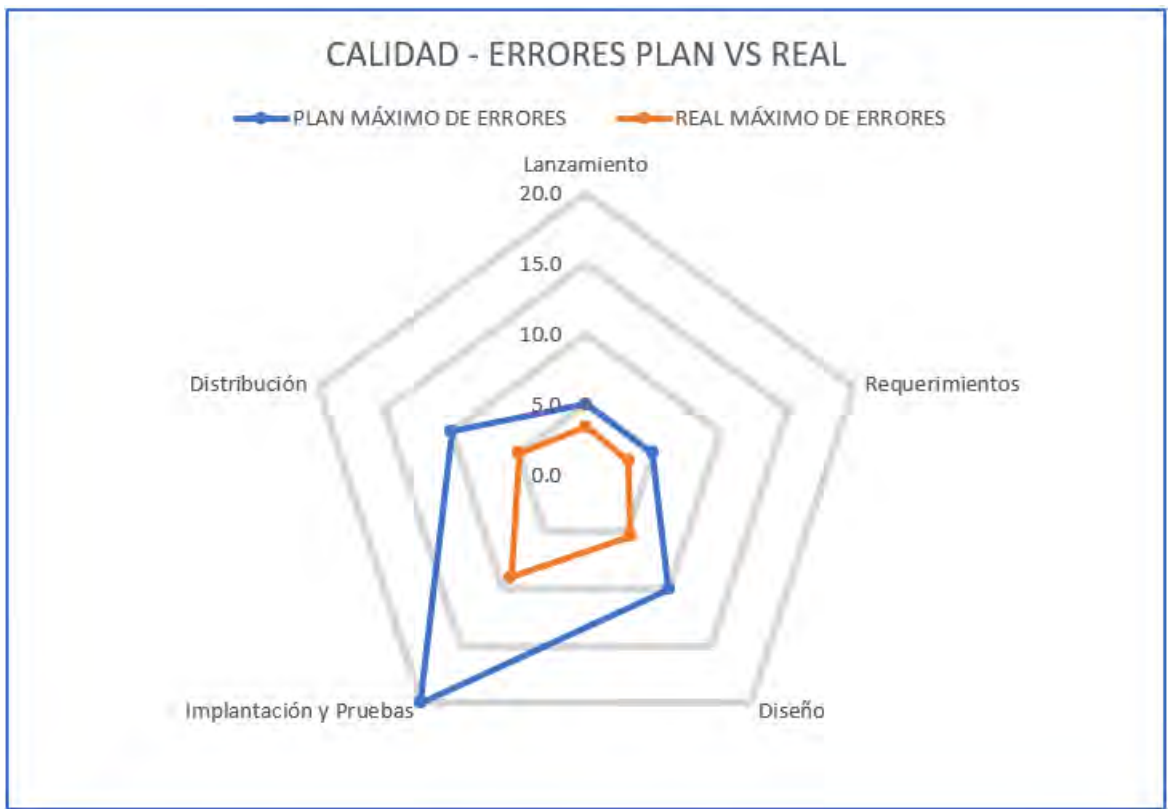 CALIDAD - ERRORES PLAN VS REAL
PLAN MÁXIMO DE ERRORES
REAL MÁXIMO DE ERRORES
Lanzamiento
20.0
15.0
10.0
5.0
0.0
Distribución
Requerimientos
Implantación y Pruebas
Diseño